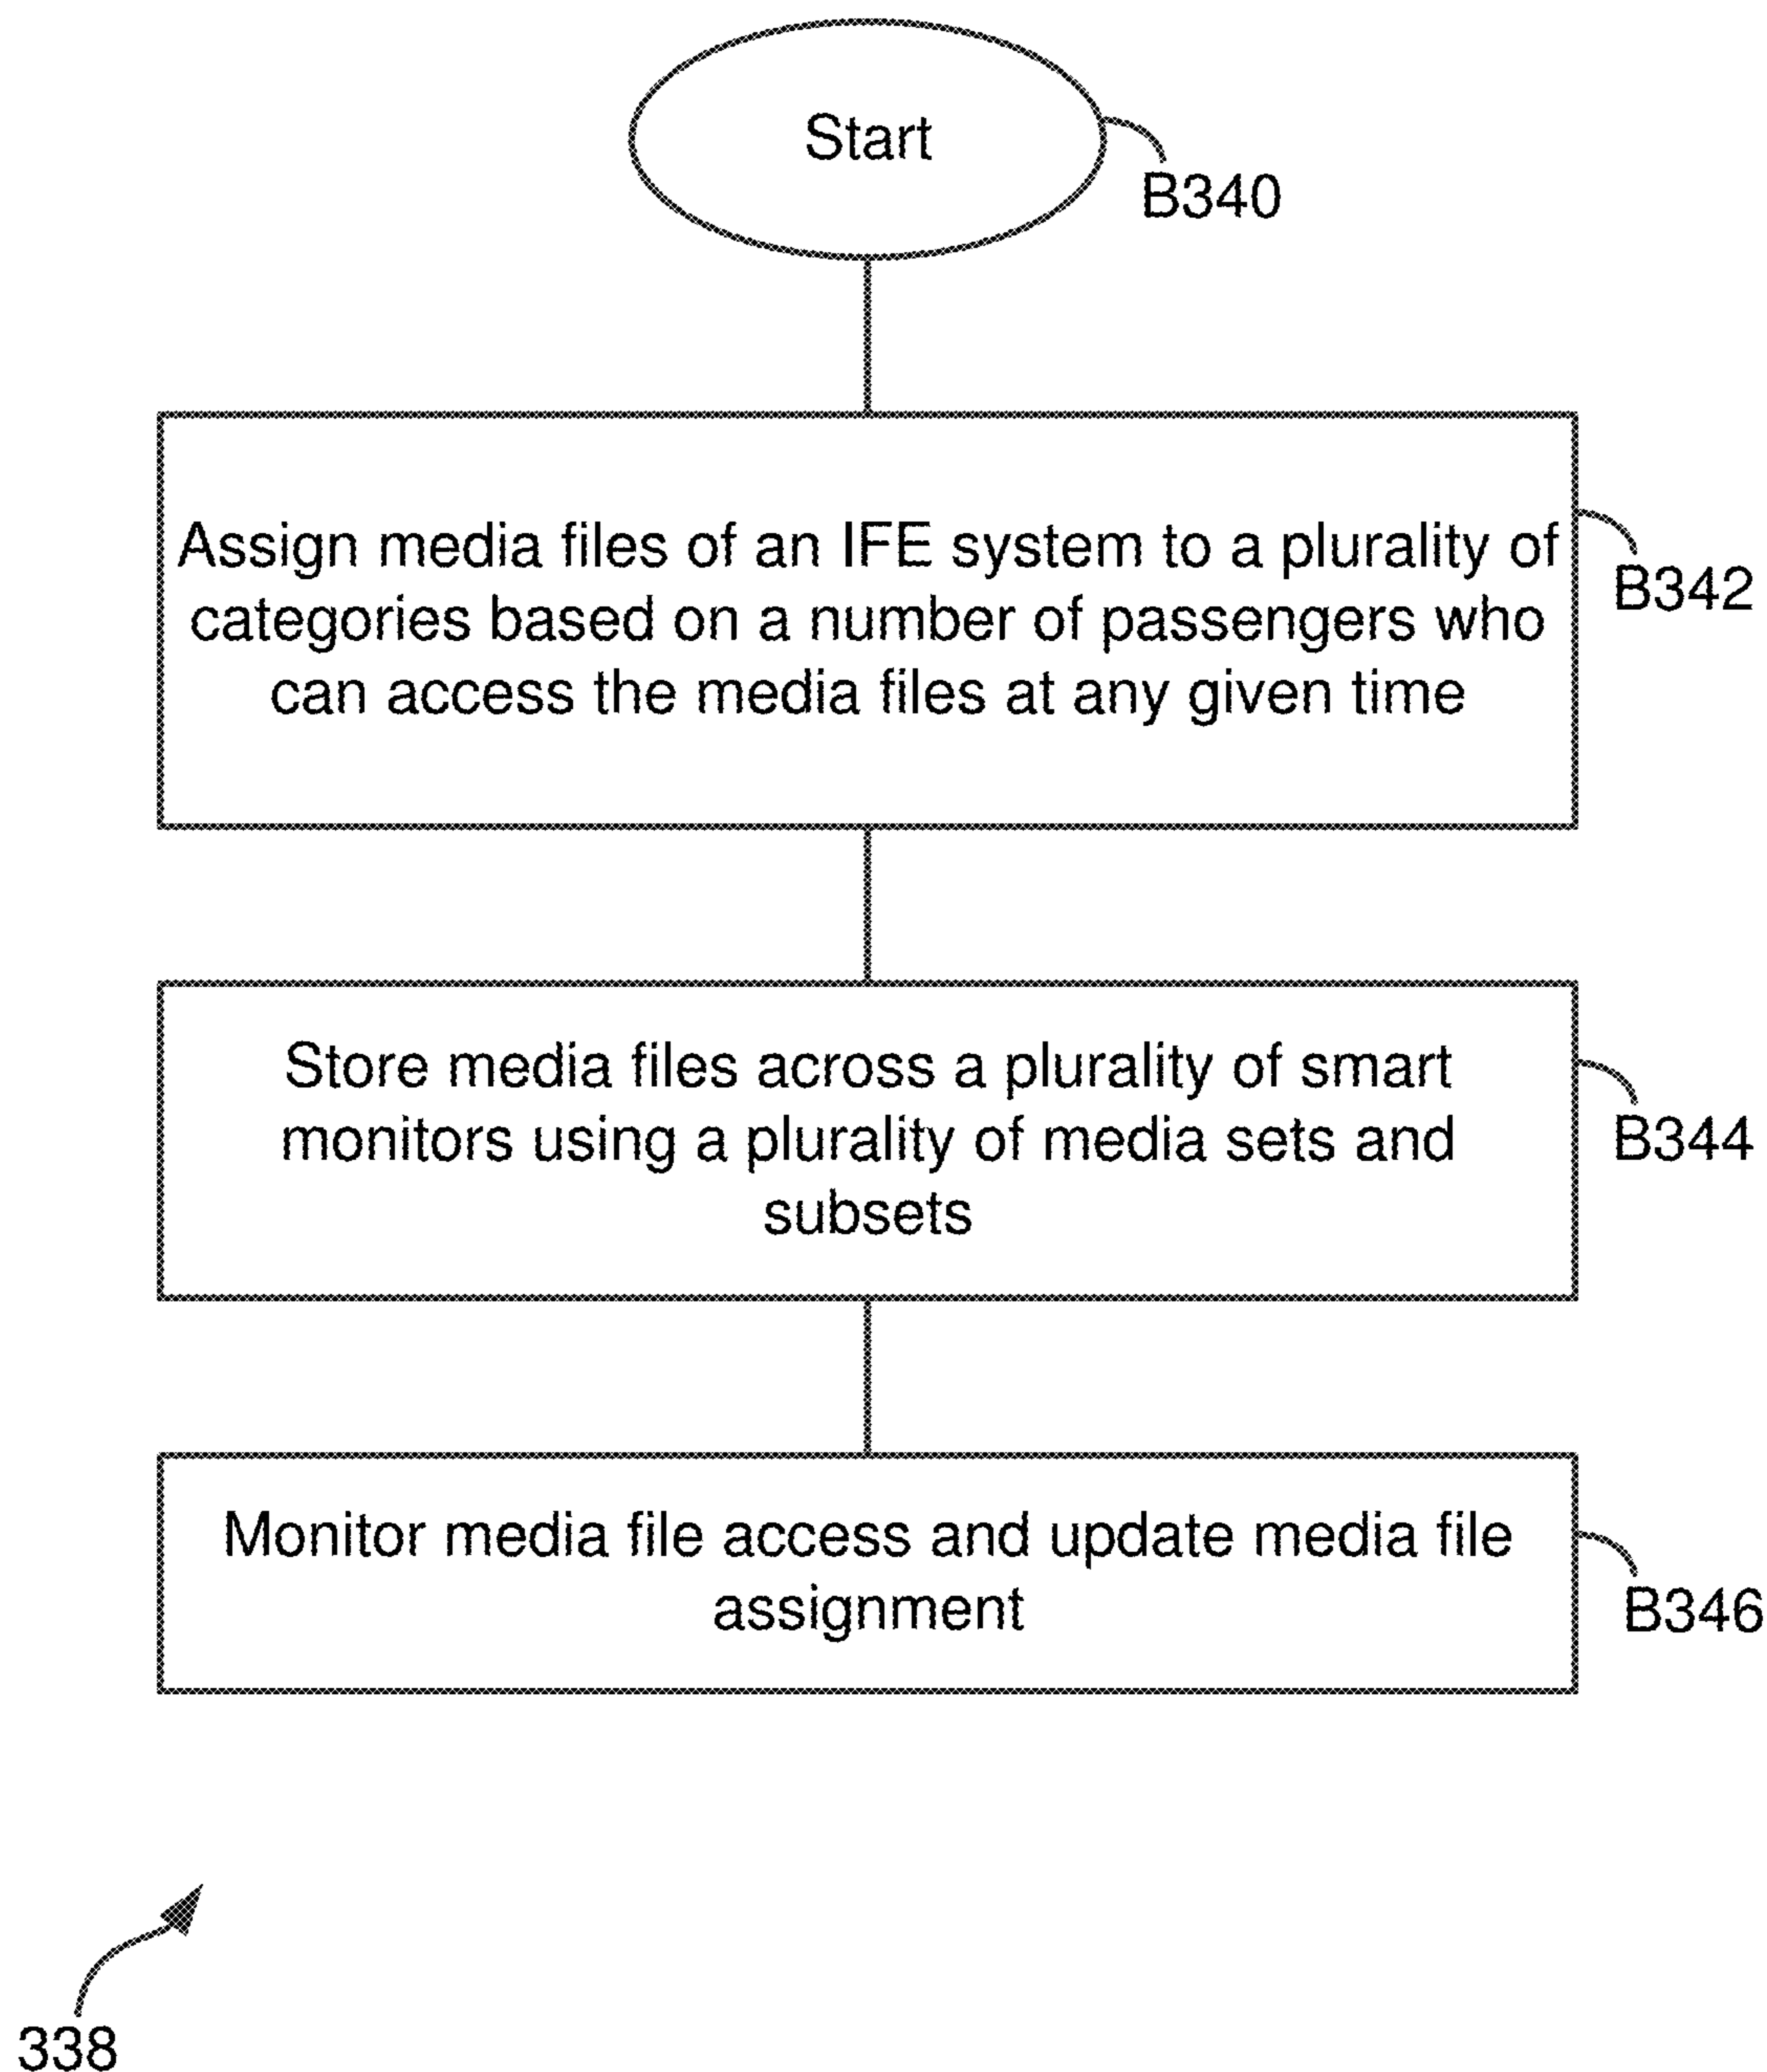 Start
B340
Assign media files of an IFE system to a plurality of
categories based on a number of passengers who
can access the media files at any given time
B342
Store media files across a plurality of smart
monitors using a plurality of media sets and
subsets
B344
Monitor media file access and update media file
assignment
B346
338